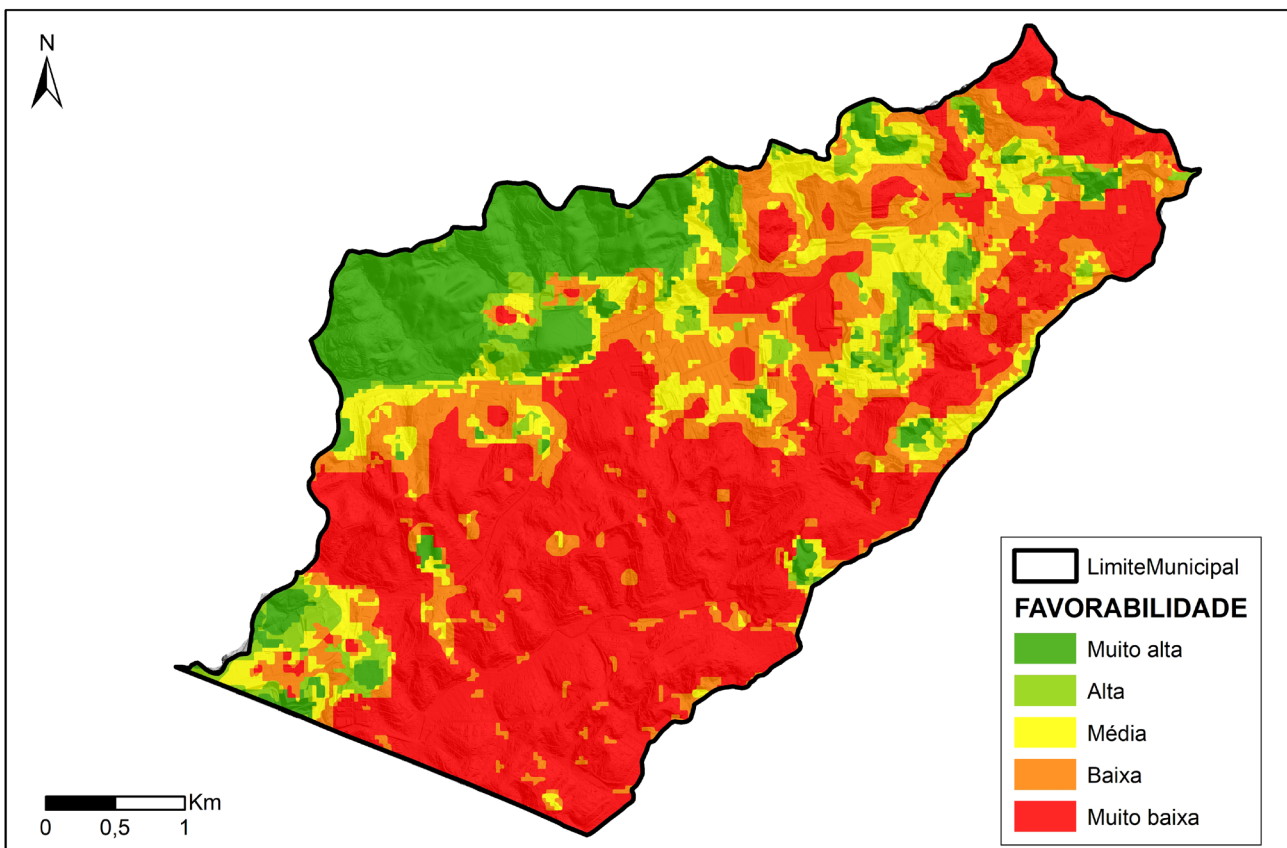 N
LimiteMunicipal
FAVORABILIDADE
Muito alta
Alta
Média
Baixa
Muito baixa
Km
0 0,5 1